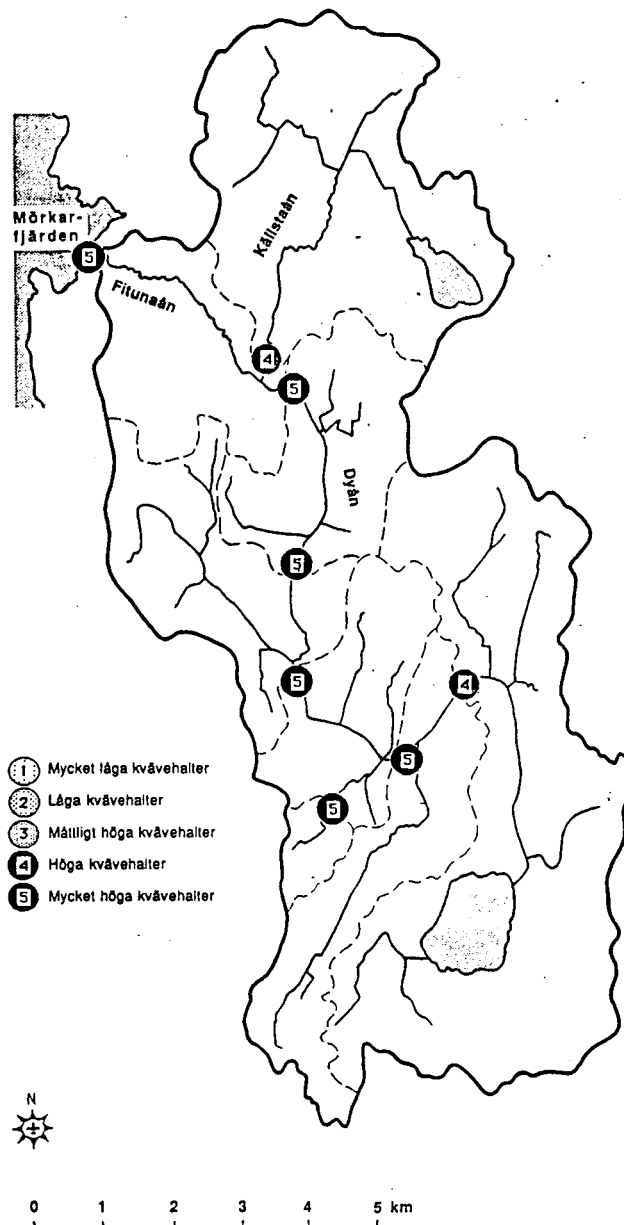 Mörkar-
fjärden
5
Fitunaån
Källstaån
4
5
Dyån
5
5
4
5
5
1 Mycket låga kvävehalter
2 Låga kvävehalter
3 Måttligt höga kvävehalter
4 Höga kvävehalter
5 Mycket höga kvävehalter
N
0 1 2 3 4 5 km